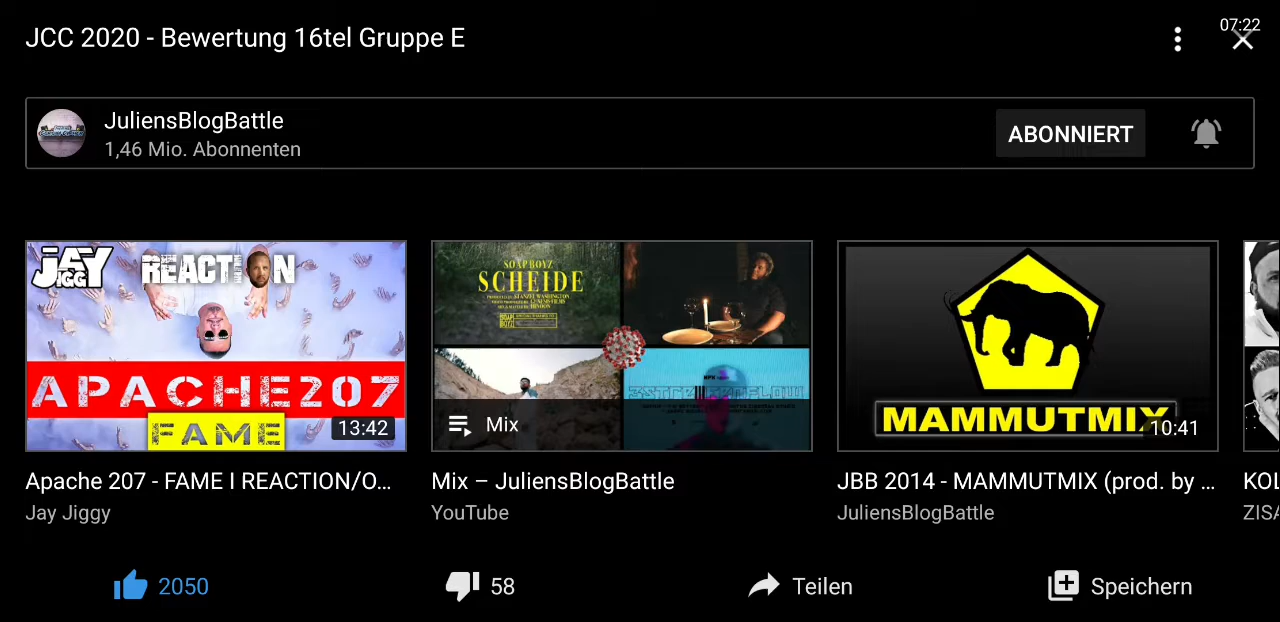 JCC 2020 - Bewertung 16tel Gruppe E
07:22
JuliensBlogBattle
1,46 Mio. Abonnenten
ABONNIERT
JAY JIGGY
REACTION
APACHE207
FAME
13:42
SOAPBOYZ
SCHEIDE
Mix
MAMMUTMIX
10:41
Apache 207 - FAME I REACTION/O...
Mix – JuliensBlogBattle
JBB 2014 - MAMMUTMIX (prod. by ...
KOL
Jay Jiggy
YouTube
JuliensBlogBattle
ZISA
2050
58
Teilen
Speichern